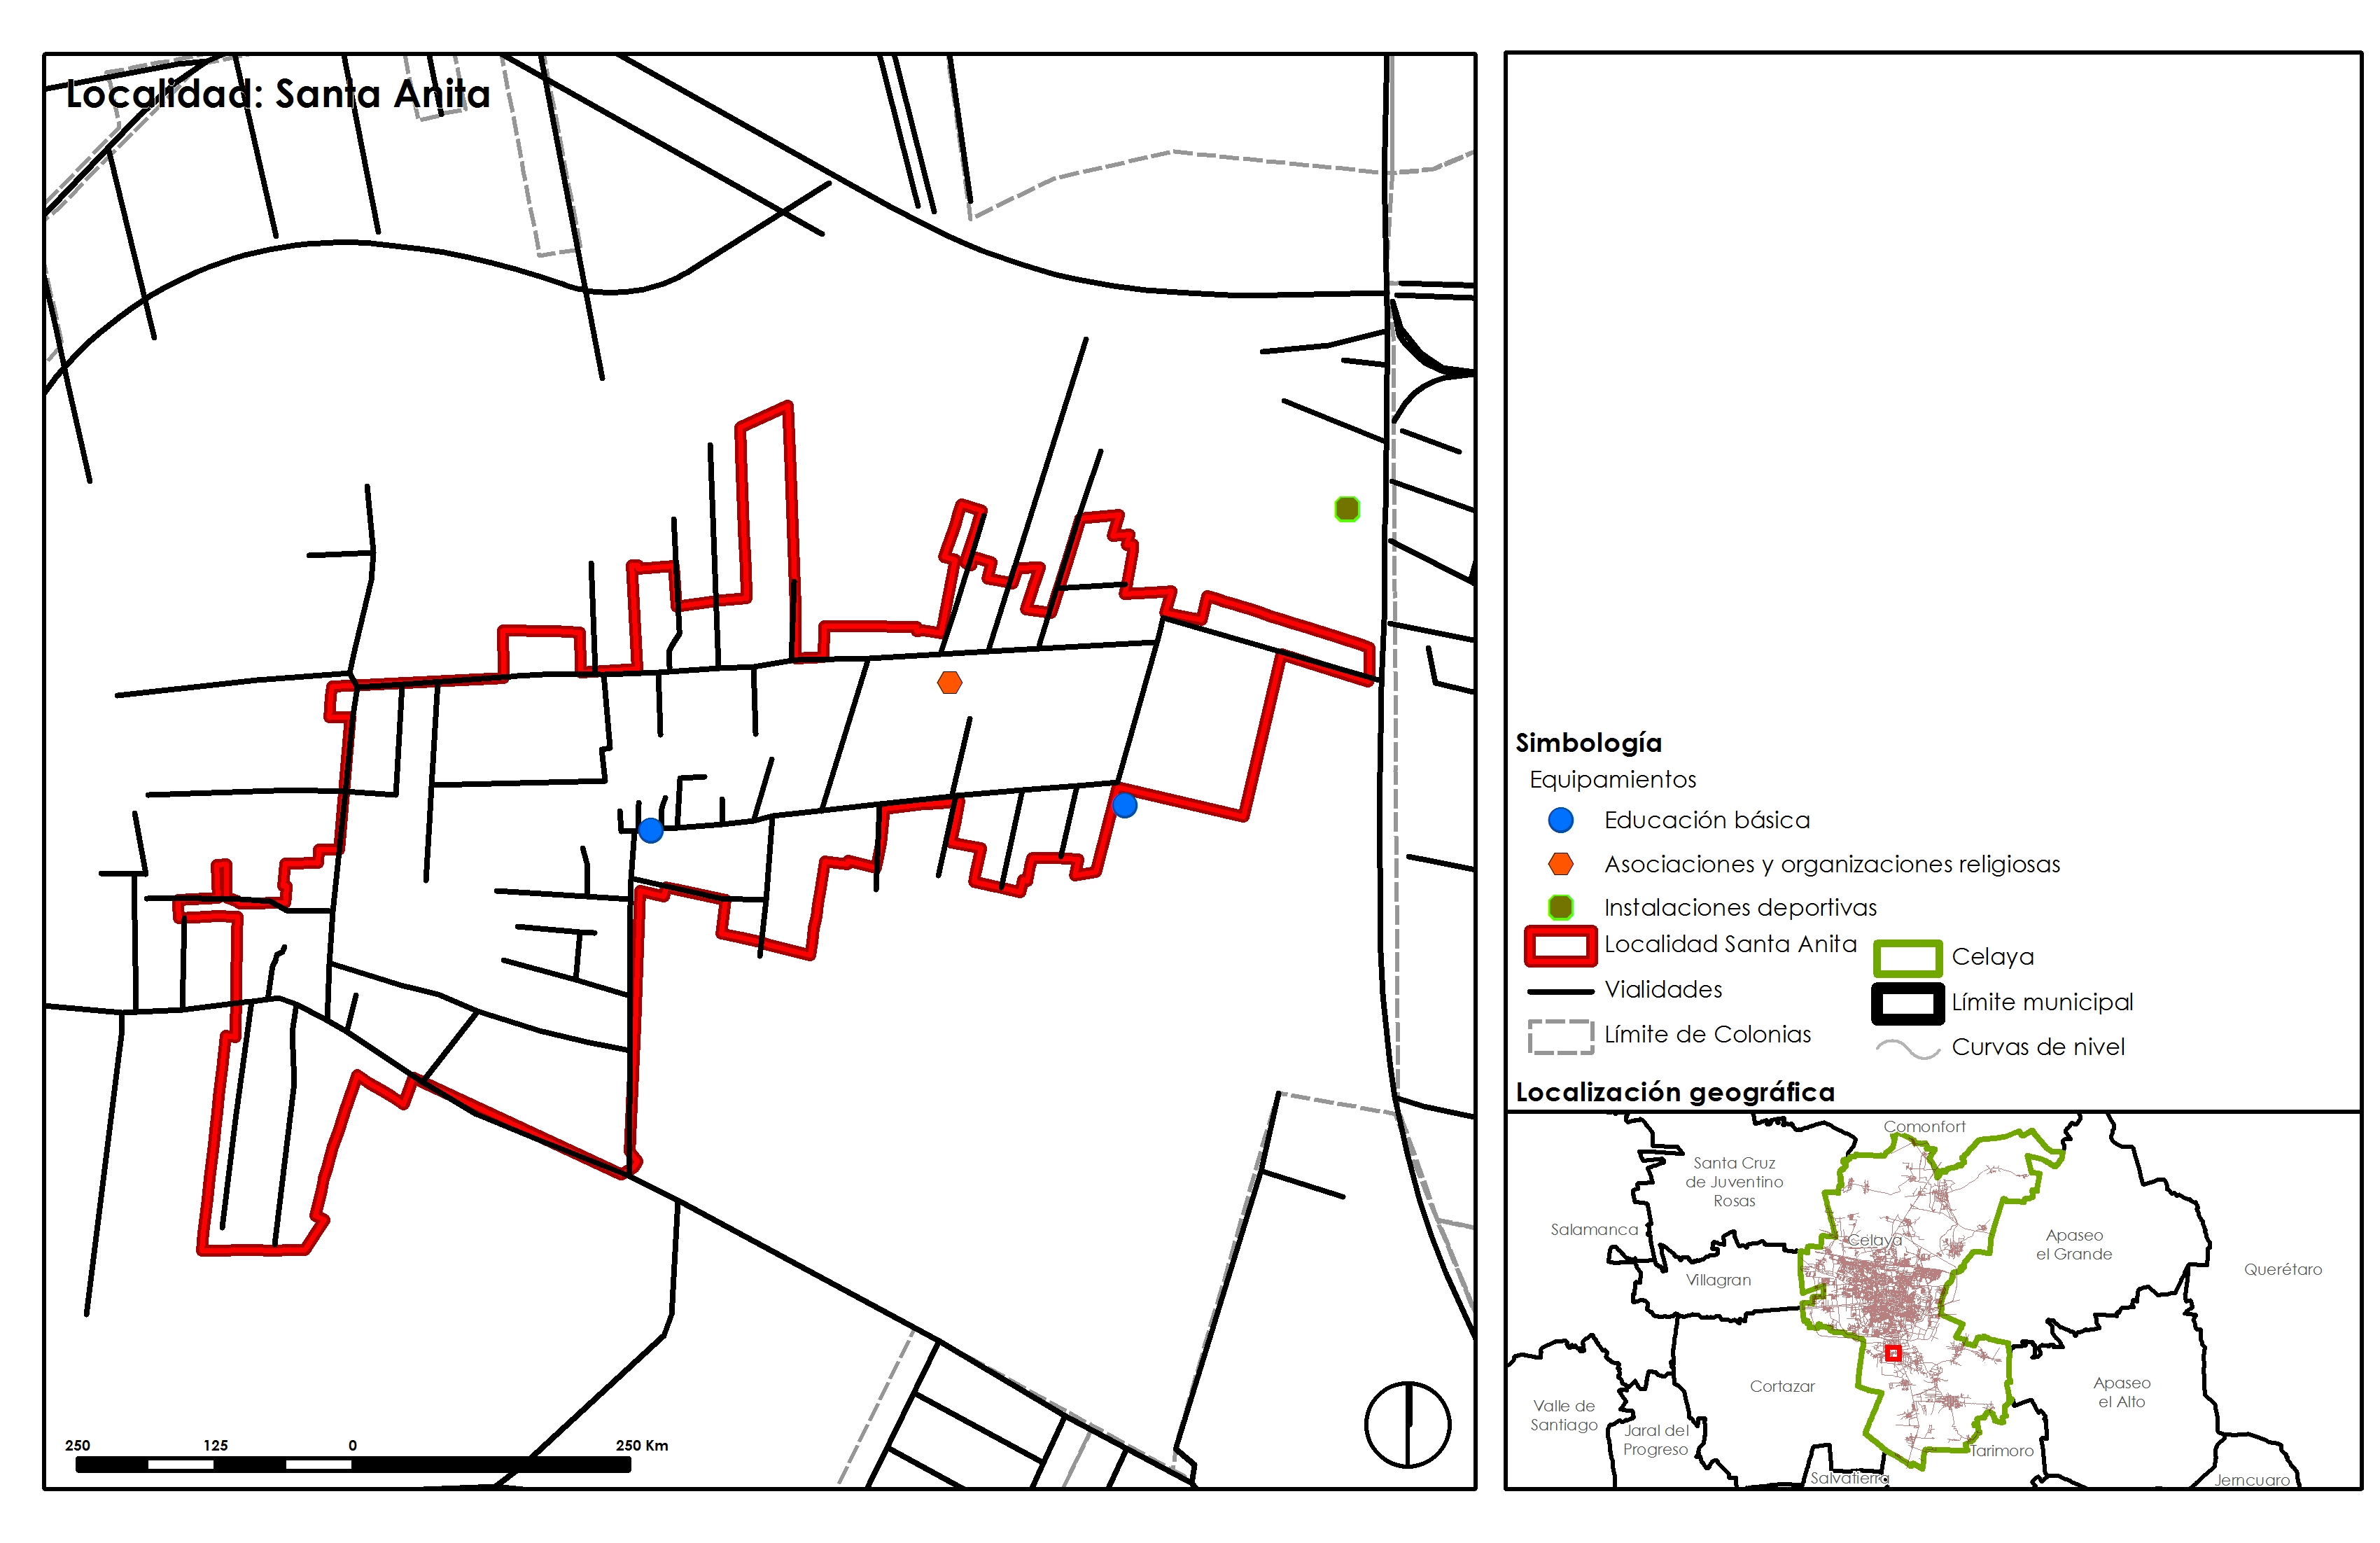 Localidad: Santa Anita
250 125 0 250 Km
Simbología
Equipamientos
Educación básica
Asociaciones y organizaciones religiosas
Instalaciones deportivas
Localidad Santa Anita
Vialidades
Límite de Colonias
Celaya
Límite municipal
Curvas de nivel
Localización geográfica
Comonfort
Santa Cruz
de Juventino
Rosas
Salamanca
Celaya
Apaseo
el Grande
Querétaro
Villagran
Cortazar
Apaseo
el Alto
Valle de
Santiago
Jaral del
Progreso
Tarimoro
Salvatierra
Jerncuaro